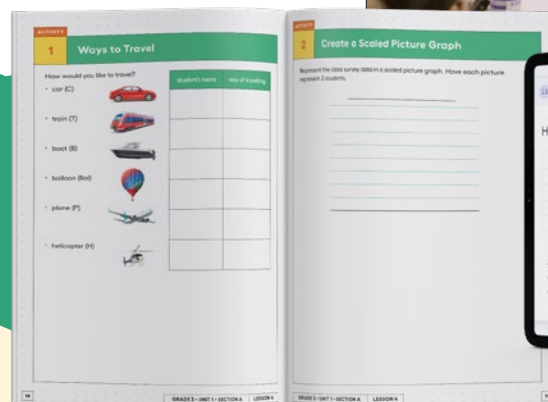 ACTIVITY
1 Ways to Travel
How would you like to travel?
• car (C)
• train (T)
• boat (B)
• balloon (Bal)
• plane (P)
• helicopter (H)
student's name way of traveling
GRADE 3 • UNIT 1 • SECTION A LESSON 4
ACTIVITY
2 Create a Scaled Picture Graph
Represent the class survey data in a scaled picture graph. Have each picture
represent 2 students.
GRADE 3 • UNIT 1 • SECTION A LESSON 4
H